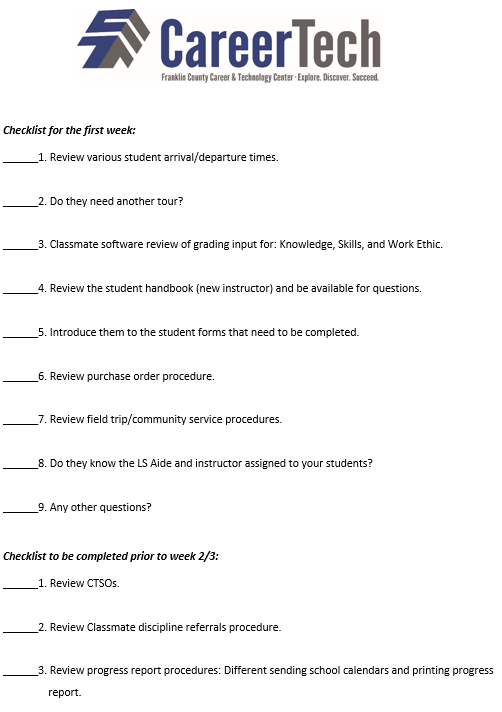 CareerTech
Franklin County Career & Technology Center · Explore. Discover. Succeed.
Checklist for the first week:
______1. Review various student arrival/departure times.
______2. Do they need another tour?
______3. Classmate software review of grading input for: Knowledge, Skills, and Work Ethic.
______4. Review the student handbook (new instructor) and be available for questions.
______5. Introduce them to the student forms that need to be completed.
______6. Review purchase order procedure.
______7. Review field trip/community service procedures.
______8. Do they know the LS Aide and instructor assigned to your students?
______9. Any other questions?
Checklist to be completed prior to week 2/3:
______1. Review CTSOs.
______2. Review Classmate discipline referrals procedure.
______3. Review progress report procedures: Different sending school calendars and printing progress
report.